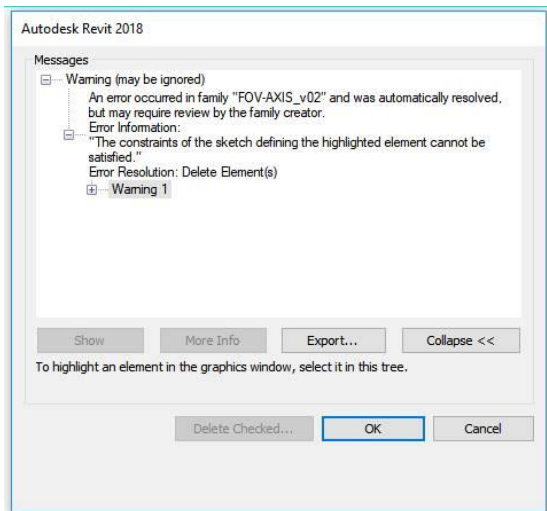 Autodesk Revit 2018
Messages
Warning (may be ignored)
An error occurred in family "FOV-AXIS_v02" and was automatically resolved,
but may require review by the family creator.
Error Information:
"The constraints of the sketch defining the highlighted element cannot be
satisfied."
Error Resolution: Delete Element(s)
Warning 1
Show More Info Export... Collapse <<
To highlight an element in the graphics window, select it in this tree.
Delete Checked... OK Cancel